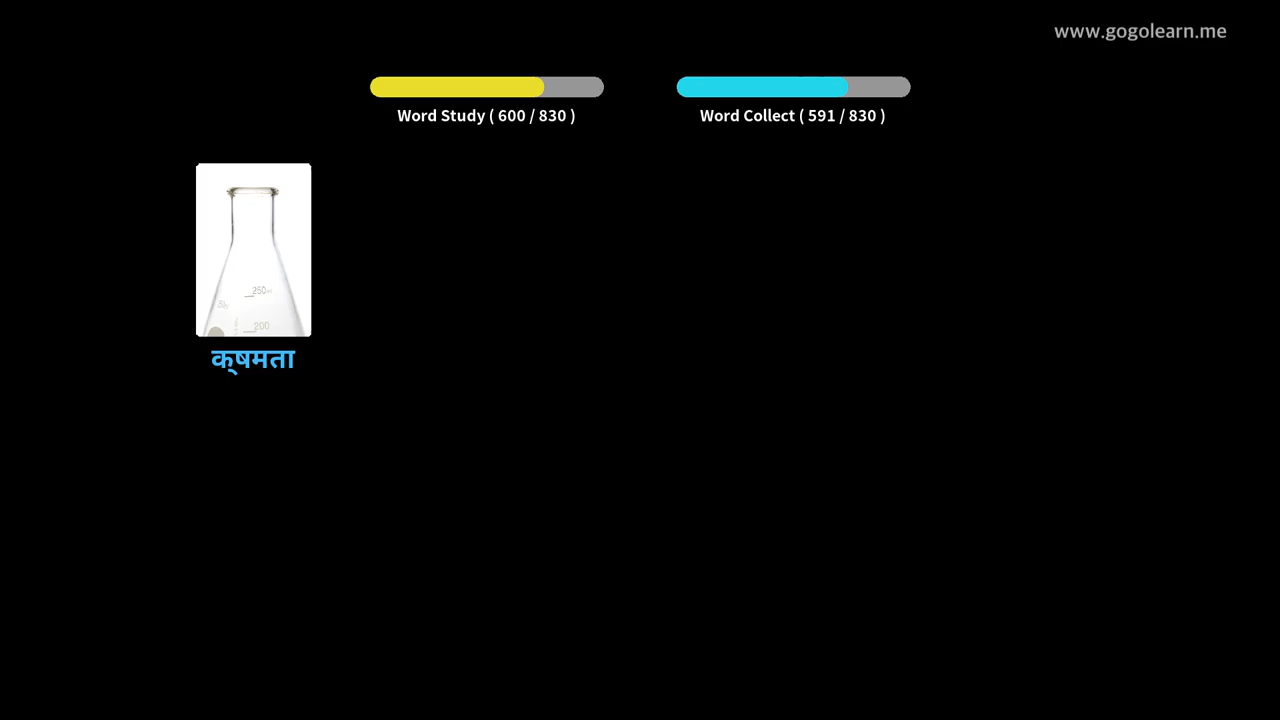 www.gogolearn.me
Word Study ( 600 / 830 )
Word Collect ( 591 / 830 )
250
200
क्षमता